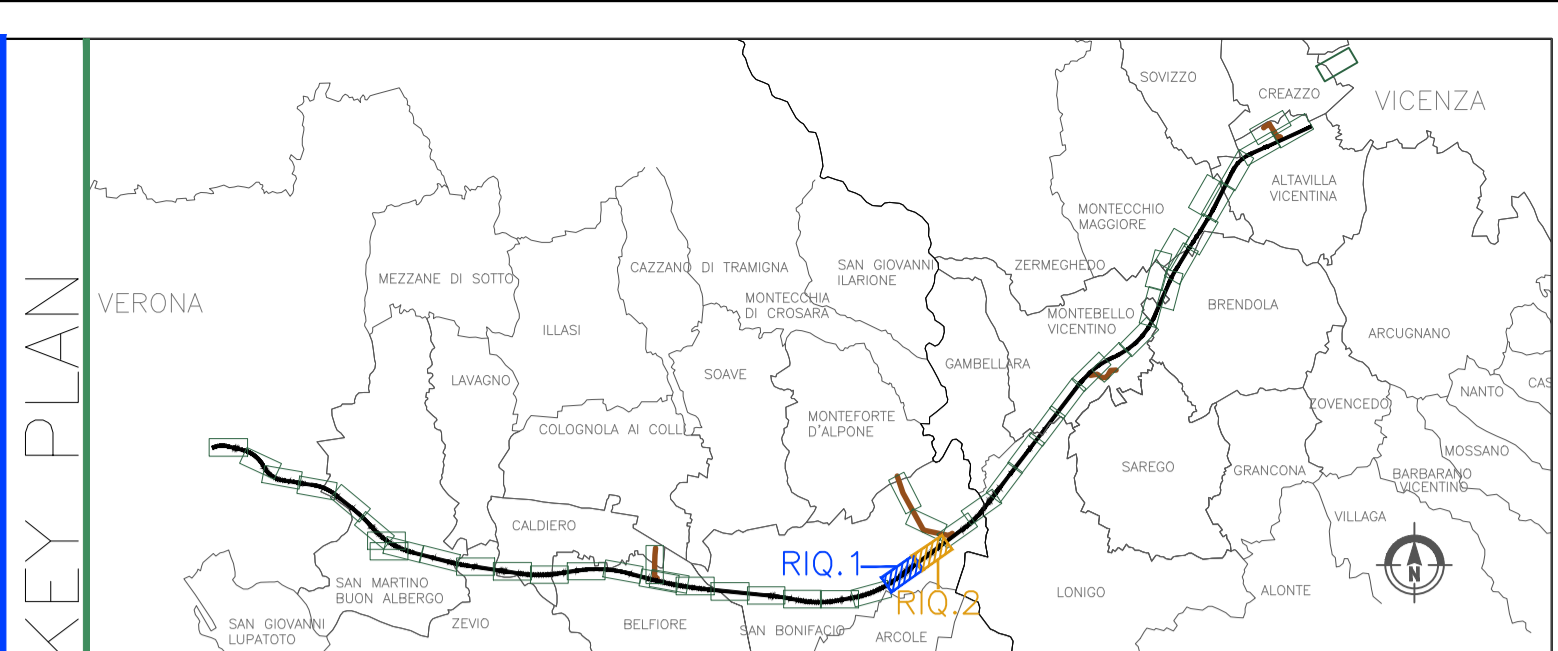 KEY PLAN
SOVIZZO
CREAZZO
VICENZA
ALTAVILLA
VICENTINA
MONTECCHIO
MAGGIORE
CAZZANO DI TRAMIGNA
SAN GIOVANNI
ILARIONE
ZERMEGHEDO
MEZZANE DI SOTTO
VERONA
MONTECCHIA
DI CROSARA
BRENDOLA
MONTEBELLO
VICENTINO
ILLASI
ARCUGNANO
GAMBELLARA
LAVAGNO
SOAVE
CAS
NANTO
ZOVENCEDO
MONTEFORTE
D'ALPONE
COLOGNOLA AI COLLI
MOSSANO
SAREGO
GRANCONA
BARBARANO
VICENTINO
VILLAGA
CALDIERO
RIQ.1
N
SAN MARTINO
BUON ALBERGO
RIQ.2
LONIGO
ALONTE
SAN GIOVANNI
LUPATOTO
ZEVIO
BELFIORE
SAN BONIFACIO
ARCOLE